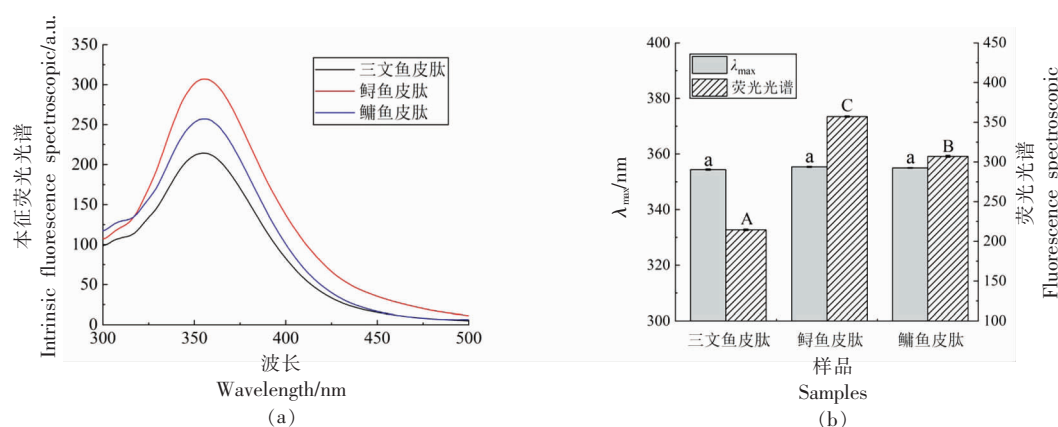 本征荧光光谱
Intrinsic fluorescence spectroscopic/a.u.
350
300
250
200
150
100
50
0
300
350
400
450
500
三文鱼皮肽
鲟鱼皮肽
鳙鱼皮肽
波长
Wavelength/nm
(a)
λmax/nm
400
380
360
340
320
300
λmax
荧光光谱
a
A
a
C
a
B
三文鱼皮肽
鲟鱼皮肽
鳙鱼皮肽
450
400
350
300
250
200
150
100
荧光光谱
Fluorescence spectroscopic
样品
Samples
(b)